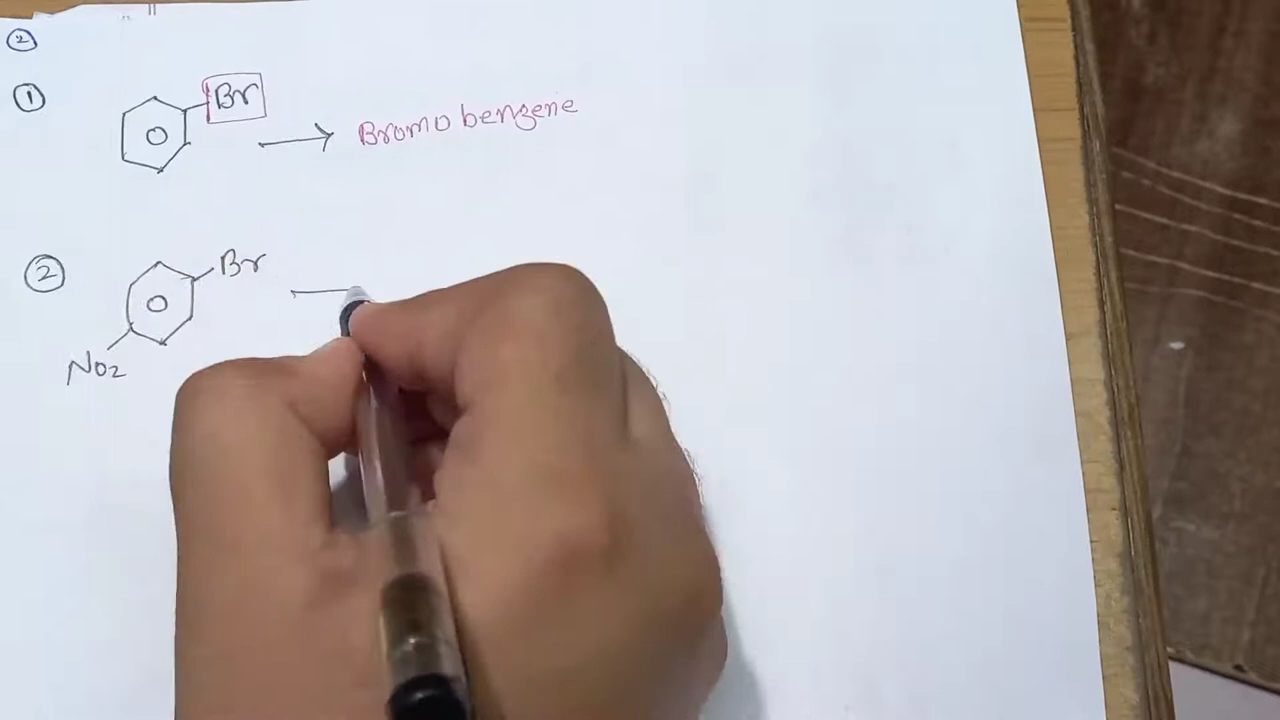 ②
① Br → Bromo benzene
② Br
NO2